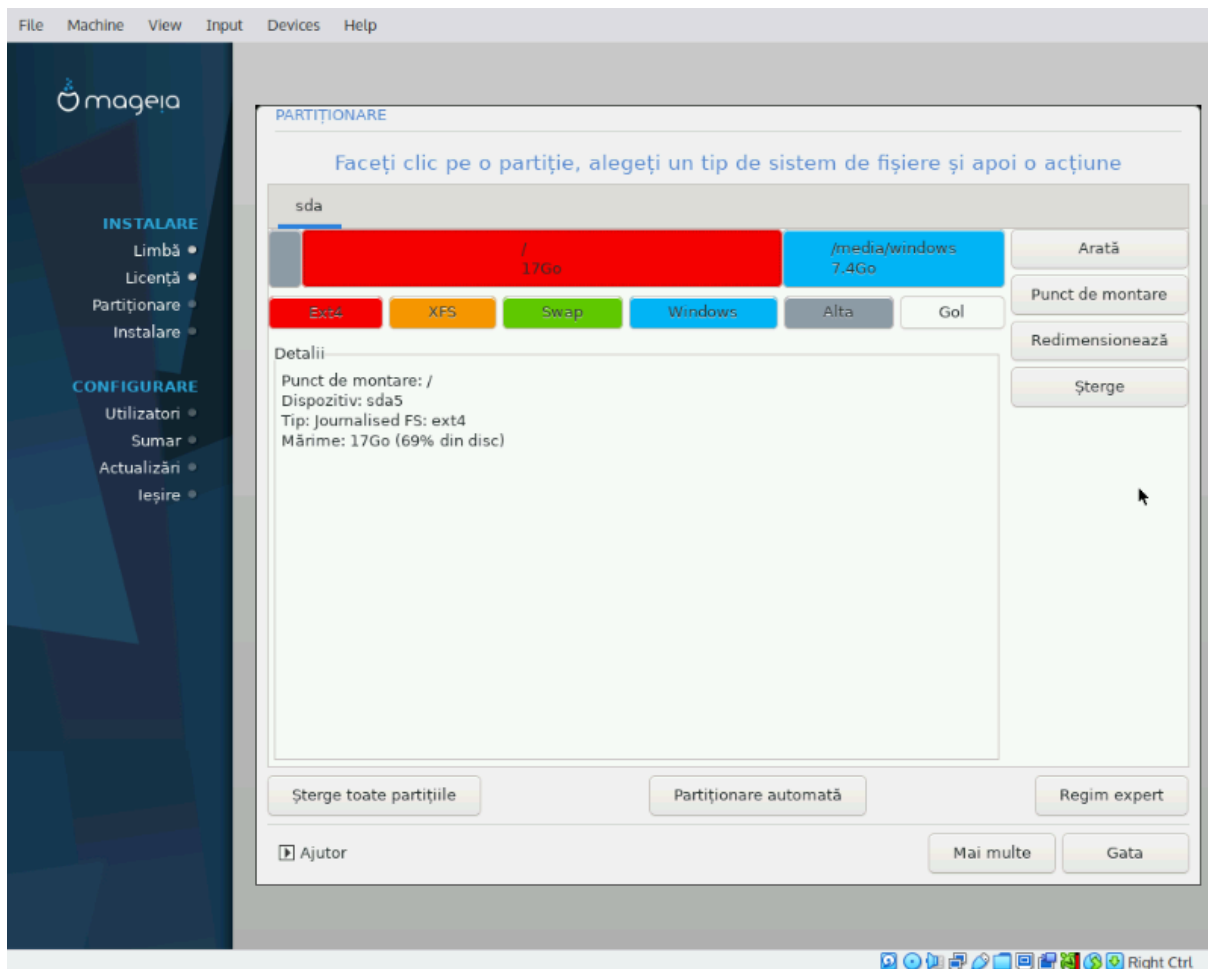 File Machine View Input Devices Help
mageia
INSTALARE
Limbă
Licență
Partiționare
Instalare
CONFIGURARE
Utilizatori
Sumar
Actualizări
Ieșire
PARTIȚIONARE
Faceți clic pe o partiție, alegeți un tip de sistem de fișiere și apoi o acțiune
sda
/
17Go
/media/windows
7.4Go
Ext4 XFS Swap Windows Alta Gol
Arată
Punct de montare
Redimensionează
Șterge
Detalii
Punct de montare: /
Dispozitiv: sda5
Tip: Journalised FS: ext4
Mărime: 17Go (69% din disc)
Șterge toate partițiile Partiționare automată Regim expert
Ajutor Mai multe Gata
Right Ctrl